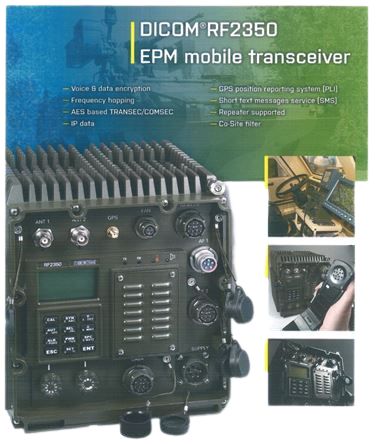 DICOM®RF2350
EPM mobile transceiver
— Voice & data encryption
— Frequency hopping
— AES based TRANSEC/COMSEC
— IP data
— GPS position reporting system (PLI)
— Short text messages service (SMS)
— Repeater supported
— Co-Site filter
ANT 1
GPS
RF2350
SUPPLY
CAL
ESC
ENT